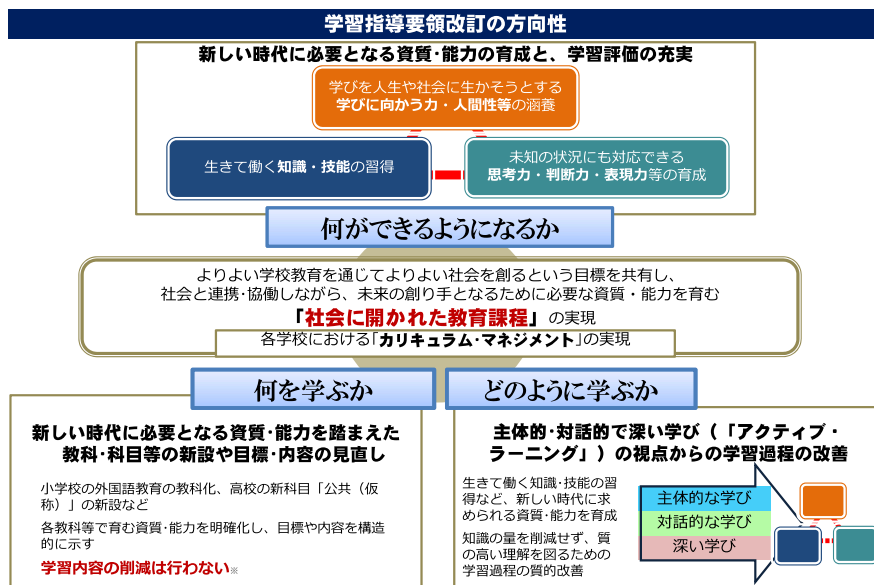 学習指導要領改訂の方向性
新しい時代に必要となる資質･能力の育成と、学習評価の充実
学びを人生や社会に生かそうとする
学びに向かう力・人間性等の涵養
生きて働く知識・技能の習得
未知の状況にも対応できる
思考力・判断力・表現力等の育成
何ができるようになるか
よりよい学校教育を通じてよりよい社会を創るという目標を共有し、
社会と連携･協働しながら、未来の創り手となるために必要な資質・能力を育む
「社会に開かれた教育課程」の実現
各学校における｢カリキュラム･マネジメント｣の実現
何を学ぶか
新しい時代に必要となる資質･能力を踏まえた
教科･科目等の新設や目標･内容の見直し
小学校の外国語教育の教科化、高校の新科目「公共（仮
称）」の新設など
各教科等で育む資質･能力を明確化し、目標や内容を構造
的に示す
学習内容の削減は行わない※
どのように学ぶか
主体的･対話的で深い学び（「アクティブ・
ラーニング」）の視点からの学習過程の改善
生きて働く知識･技能の習
得など、新しい時代に求
められる資質･能力を育成
知識の量を削減せず、質
の高い理解を図るための
学習過程の質的改善
主体的な学び
対話的な学び
深い学び